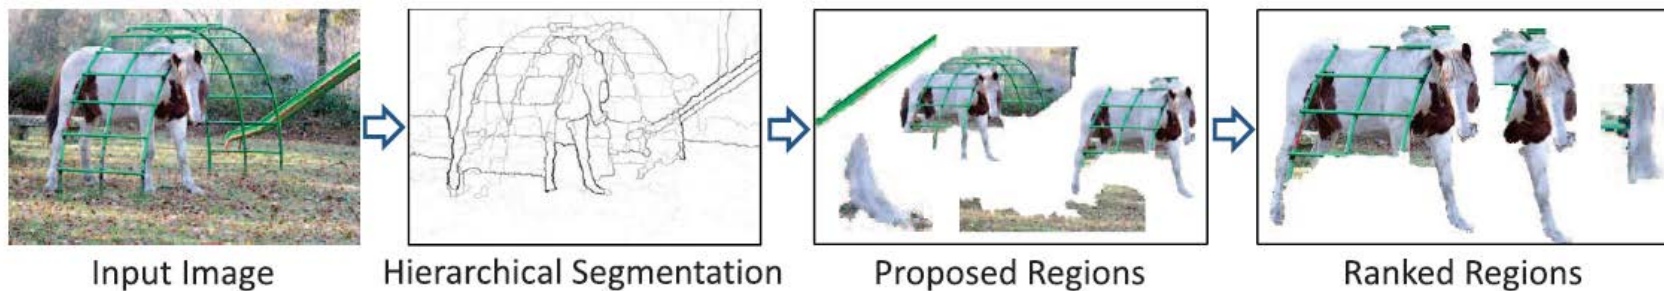 Input Image
Hierarchical Segmentation
Proposed Regions
Ranked Regions